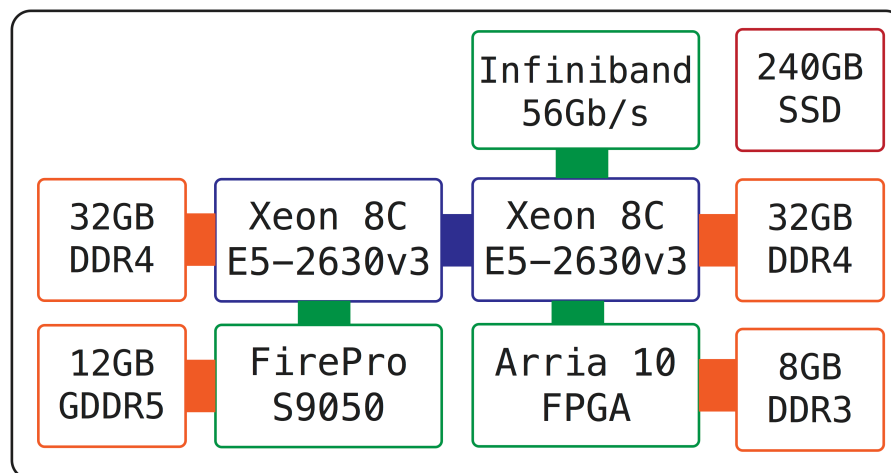 Infiniband
56Gb/s
240GB
SSD
32GB
DDR4
Xeon 8C
E5−2630v3
Xeon 8C
E5−2630v3
32GB
DDR4
12GB
GDDR5
FirePro
S9050
Arria 10
FPGA
8GB
DDR3